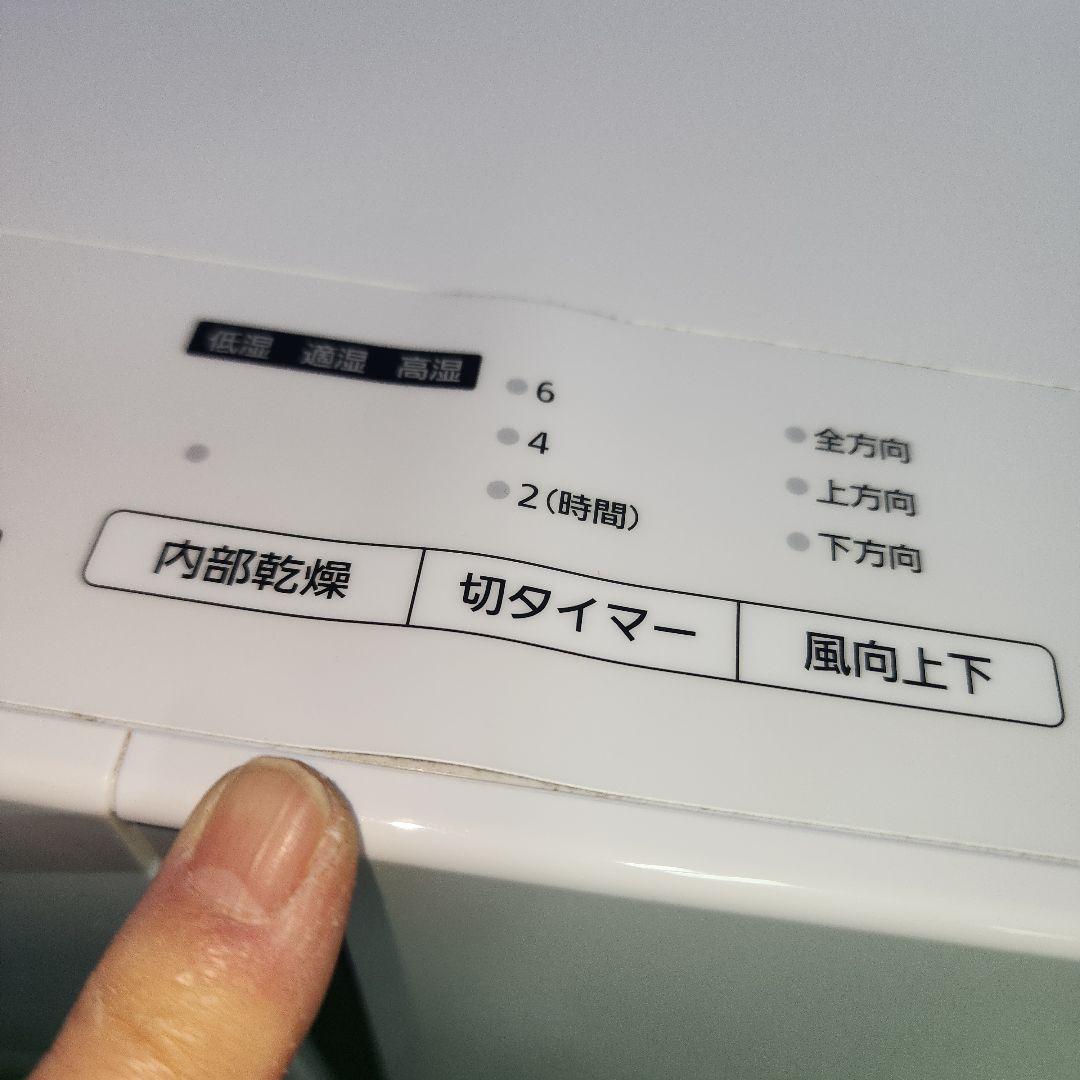 低湿 適湿 高湿
6
4
2(時間)
全方向
上方向
下方向
内部乾燥 切タイマー 風向上下